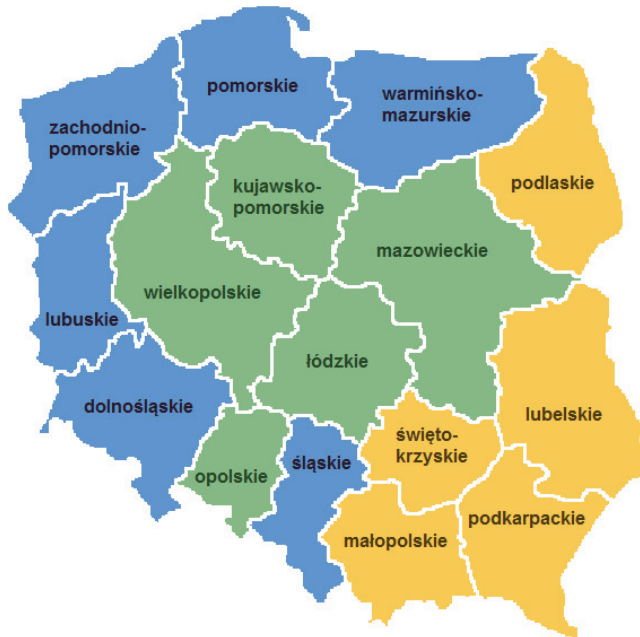 pomorskie
warmińsko-
mazurskie
zachodnio-
pomorskie
podlaskie
kujawsko-
pomorskie
mazowieckie
wielkopolskie
lubuskie
łódzkie
dolnośląskie
lubelskie
święto-
krzyskie
opolskie
śląskie
podkarpackie
małopolskie